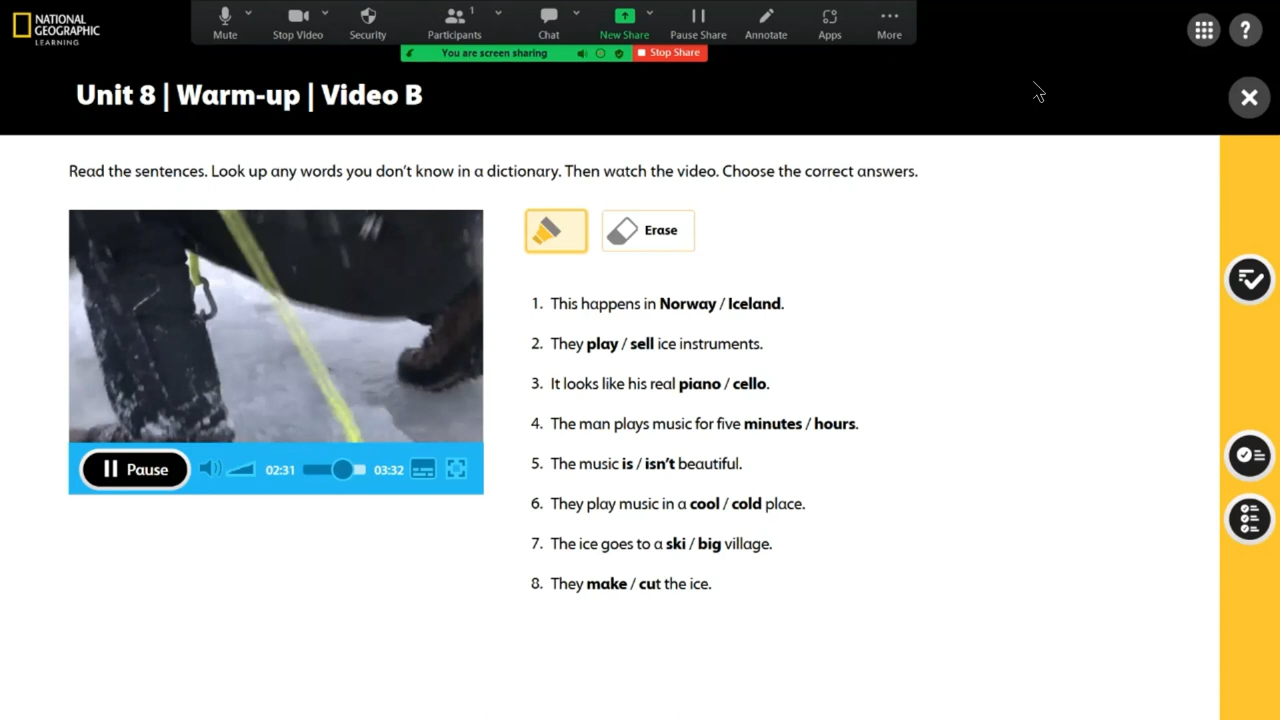 NATIONAL
GEOGRAPHIC
LEARNING
Mute
Stop Video
Security
1
Participants
Chat
New Share
Pause Share
Annotate
Apps
More
You are screen sharing
Stop Share
?
Unit 8 | Warm-up | Video B
Read the sentences. Look up any words you don't know in a dictionary. Then watch the video. Choose the correct answers.
Erase
1. This happens in Norway / Iceland.
2. They play / sell ice instruments.
3. It looks like his real piano / cello.
4. The man plays music for five minutes / hours.
5. The music is / isn't beautiful.
6. They play music in a cool / cold place.
7. The ice goes to a ski / big village.
8. They make / cut the ice.
Pause
02:31
03:32